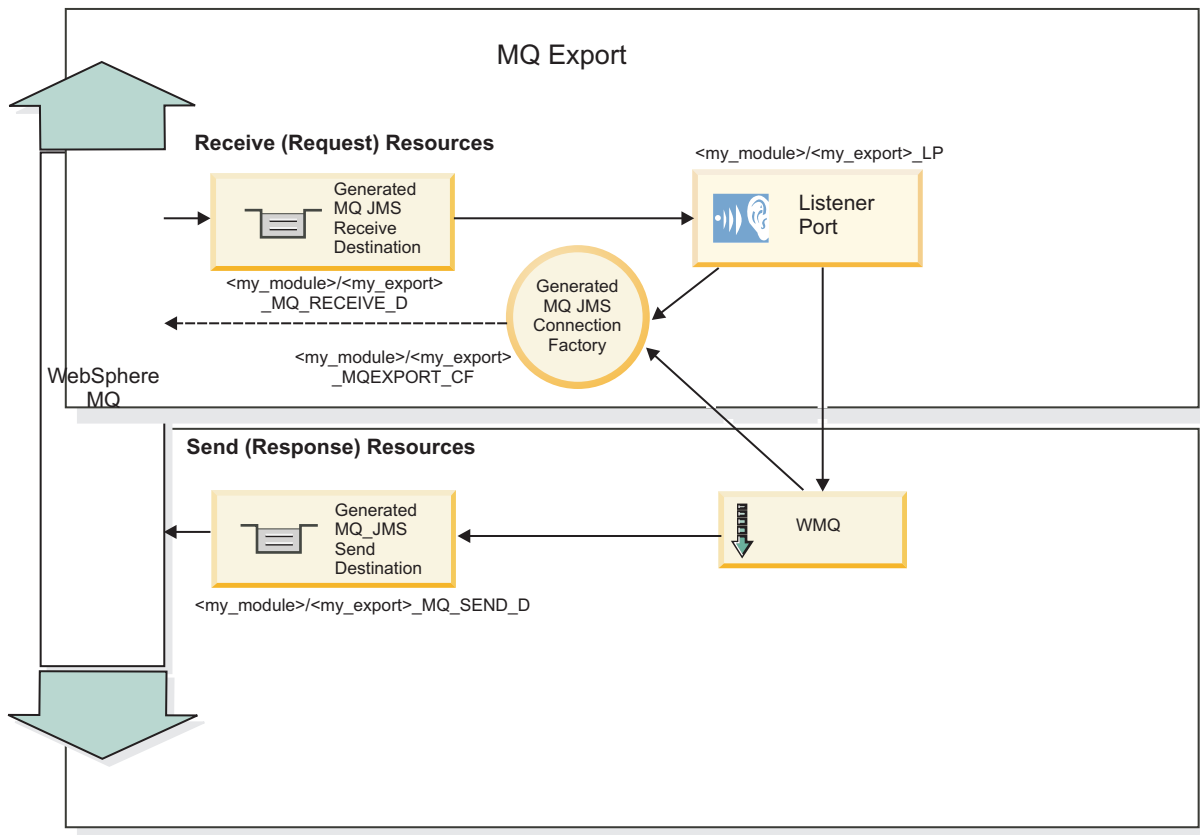 MQ Export
Receive (Request) Resources
<my_module>/<my_export>_LP
Generated
MQ JMS
Receive
Destination
Listener
Port
<my_module>/<my_export>
_MQ_RECEIVE_D
Generated
MQ JMS
Connection
Factory
<my_module>/<my_export>
_MQEXPORT_CF
WebSphere
MQ
Send (Response) Resources
Generated
MQ_JMS
Send
Destination
WMQ
<my_module>/<my_export>_MQ_SEND_D